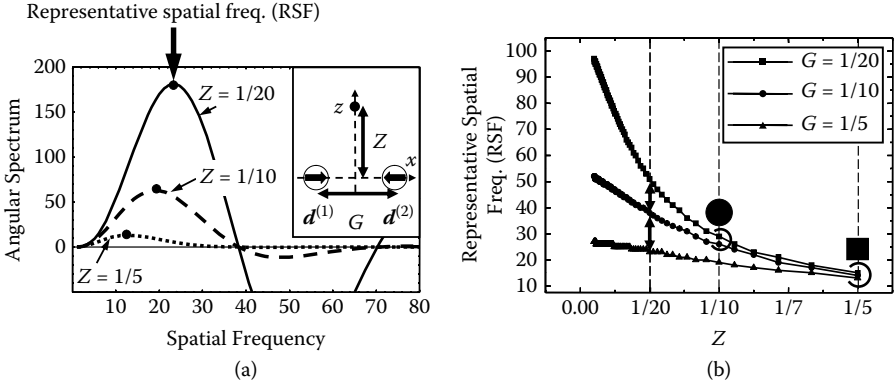 Representative spatial freq. (RSF)
200
150
100
50
0
Angular Spectrum
Z = 1/20
Z = 1/10
Z = 1/5
z
Z
x
d(1)
G
d(2)
10 20 30 40 50 60 70 80
Spatial Frequency
(a)
100
90
80
70
60
50
40
30
20
10
Representative Spatial
Freq. (RSF)
G = 1/20
G = 1/10
G = 1/5
0.00 1/20 1/10 1/7 1/5
Z
(b)